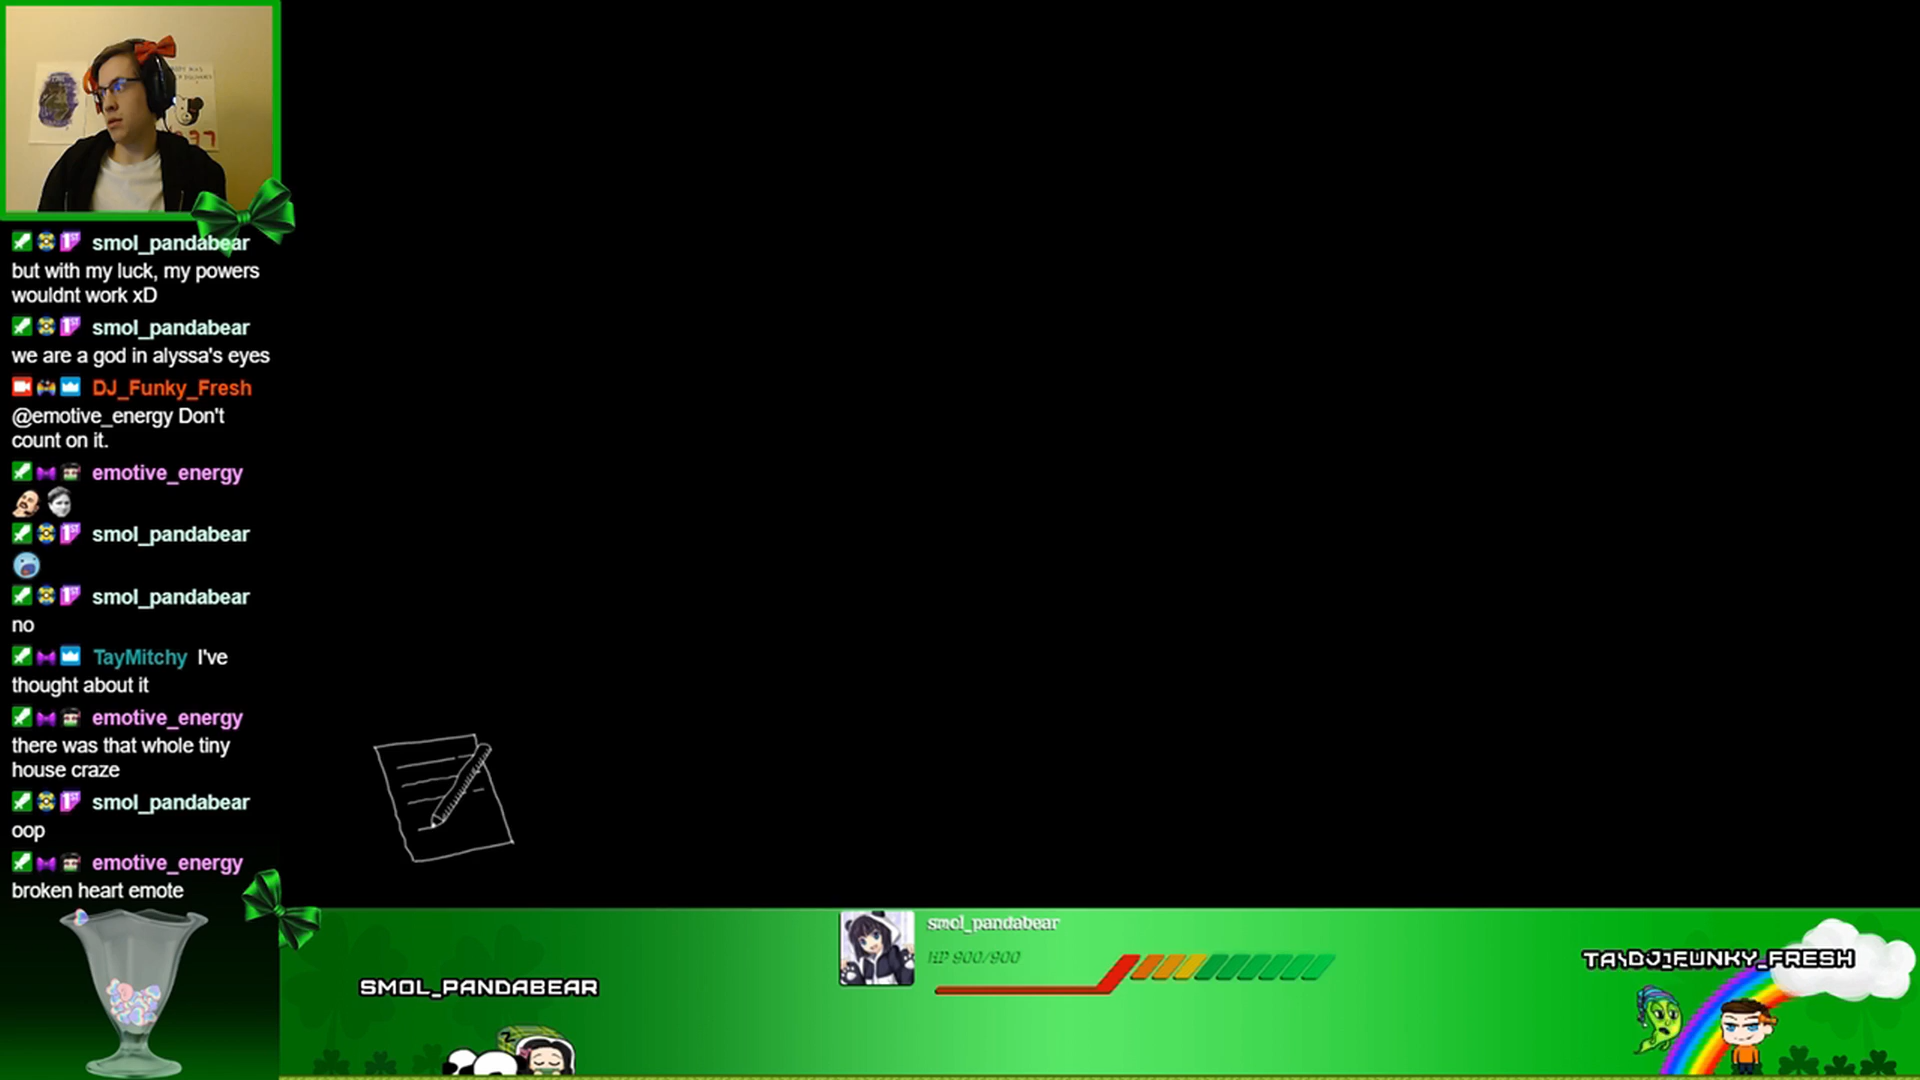 smol_pandabear
but with my luck, my powers
wouldnt work xD
smol_pandabear
we are a god in alyssa's eyes
DJ_Funky_Fresh
@emotive_energy Don't
count on it.
emotive_energy
smol_pandabear
smol_pandabear
no
TayMitchy I've
thought about it
emotive_energy
there was that whole tiny
house craze
smol_pandabear
oop
emotive_energy
broken heart emote
SMOL_PANDABEAR
smol_pandabear
HP 900/900
DJ_FUNKY_FRESH